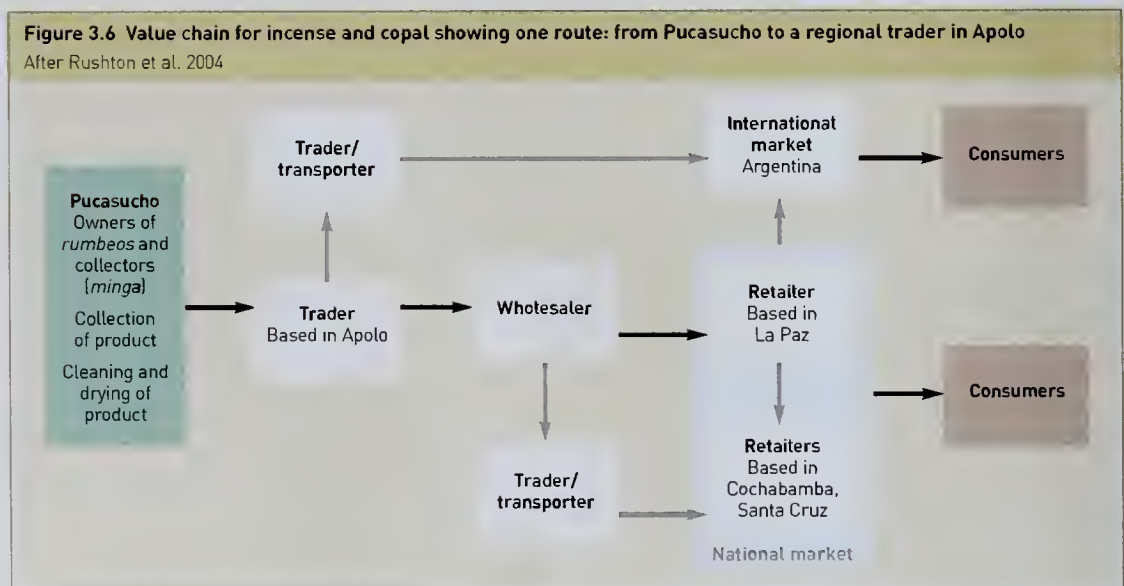 Figure 3.6 Value chain for incense and copal showing one route: from Pucasucho to a regional trader in Apolo
After Rushton et al. 2004
Pucasucho
Owners of
rumbeos and
collectors
(minga)
Collection
of product
Cleaning and
drying of
product
Trader/
transporter
Trader
Based in Apolo
Wholesaler
Trader/
transporter
International
market
Argentina
Retailer
Based in
La Paz
Retailers
Based in
Cochabamba,
Santa Cruz
National market
Consumers
Consumers